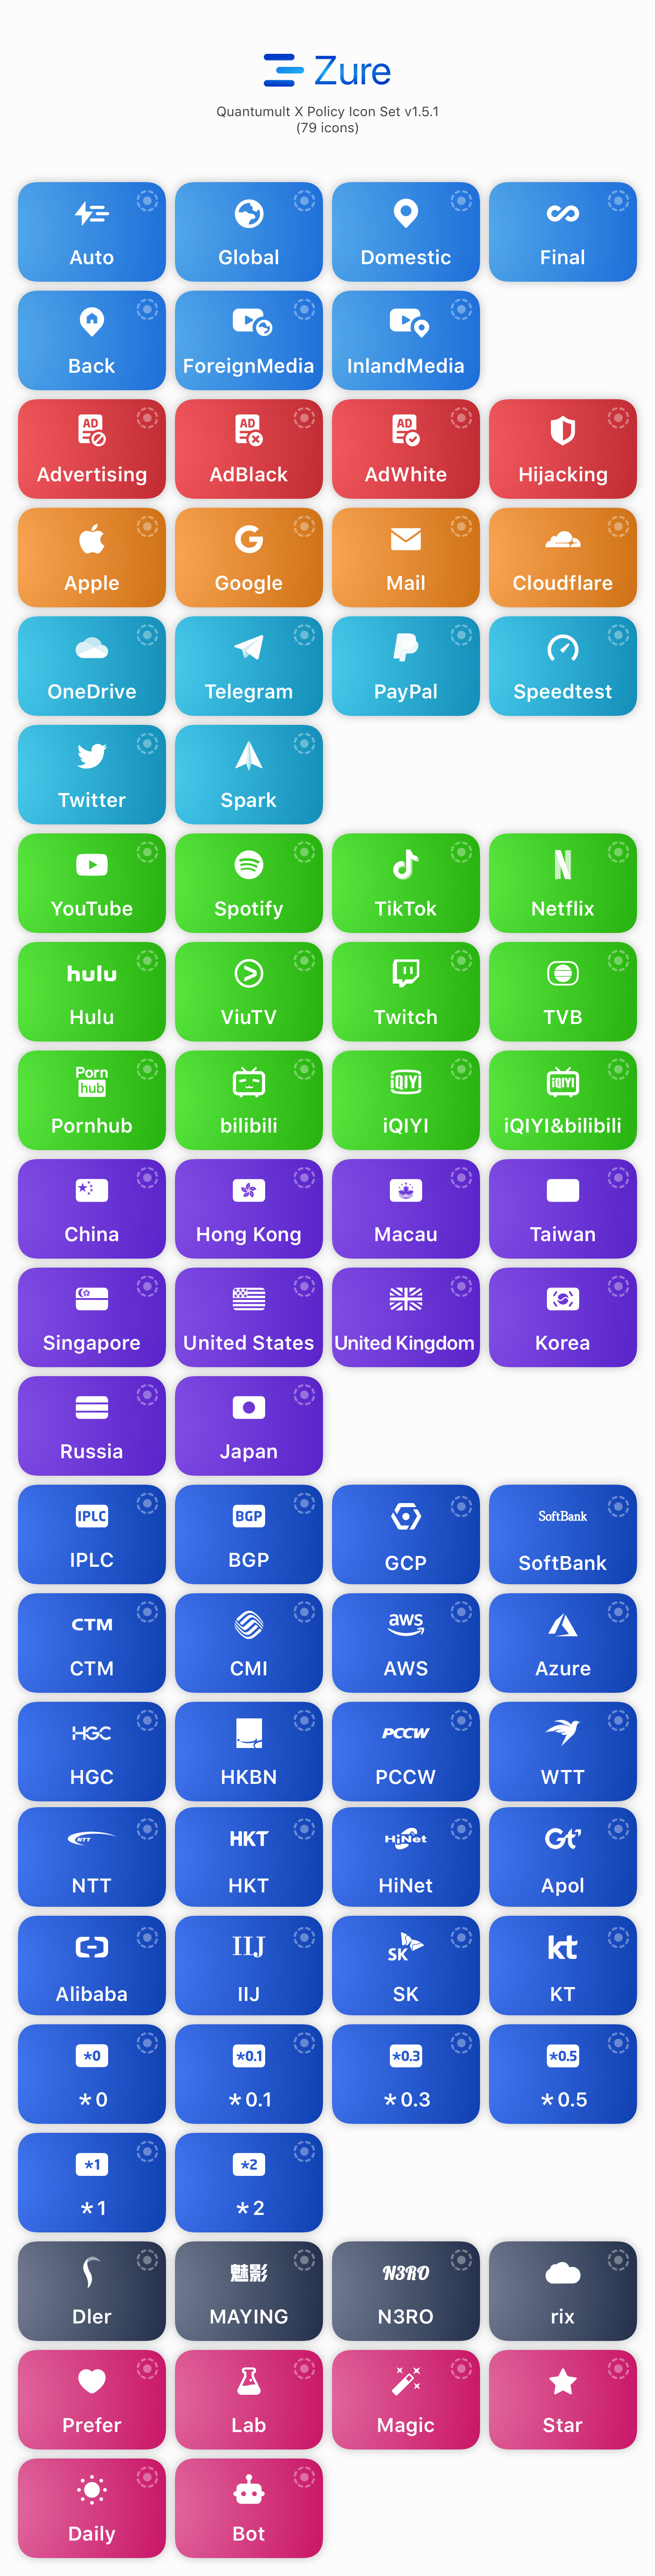 Zure
Quantumult X Policy Icon Set v1.5.1
(79 icons)
Auto
Global
Domestic
Final
Back
ForeignMedia
InlandMedia
AD
Advertising
AD
AdBlack
AD
AdWhite
Hijacking
Apple
G
Google
Mail
Cloudflare
OneDrive
Telegram
PayPal
Speedtest
Twitter
Spark
YouTube
Spotify
TikTok
N
Netflix
hulu
Hulu
ViuTV
Twitch
TVB
Porn
hub
Pornhub
bilibili
iQIYI
iQIYI
iQIYI
iQIYI&bilibili
China
Hong Kong
Macau
Taiwan
Singapore
United States
United Kingdom
Korea
Russia
Japan
IPLC
IPLC
BGP
BGP
GCP
SoftBank
SoftBank
CTM
CTM
CMI
aws
AWS
Azure
HGC
HGC
HKBN
PCCW
PCCW
WTT
NTT
NTT
HKT
HKT
HiNet
HiNet
Gt
Apol
Alibaba
IIJ
IIJ
SK
SK
kt
KT
*0
*0
*0.1
*0.1
*0.3
*0.3
*0.5
*0.5
*1
*1
*2
*2
Dler
魅影
MAYING
N3RO
N3RO
rix
Prefer
Lab
Magic
Star
Daily
Bot